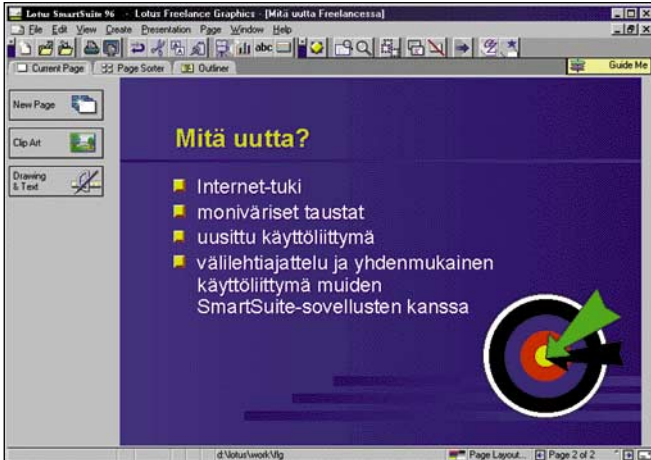 Lotus SmartSuite 96 - Lotus Freelance Graphics - [Mitä uutta Freelancessa]
File Edit View Create Presentation Page Window Help
abc
Current Page Page Sorter Outliner Guide Me
New Page
Clip Art
Drawing
& Text
Mitä uutta?
Internet-tuki
moniväriset taustat
uusittu käyttöliittymä
välilehtiajattelu ja yhdenmukainen
käyttöliittymä muiden
SmartSuite-sovellusten kanssa
d:\lotus\work\flg Page Layout... Page 2 of 2